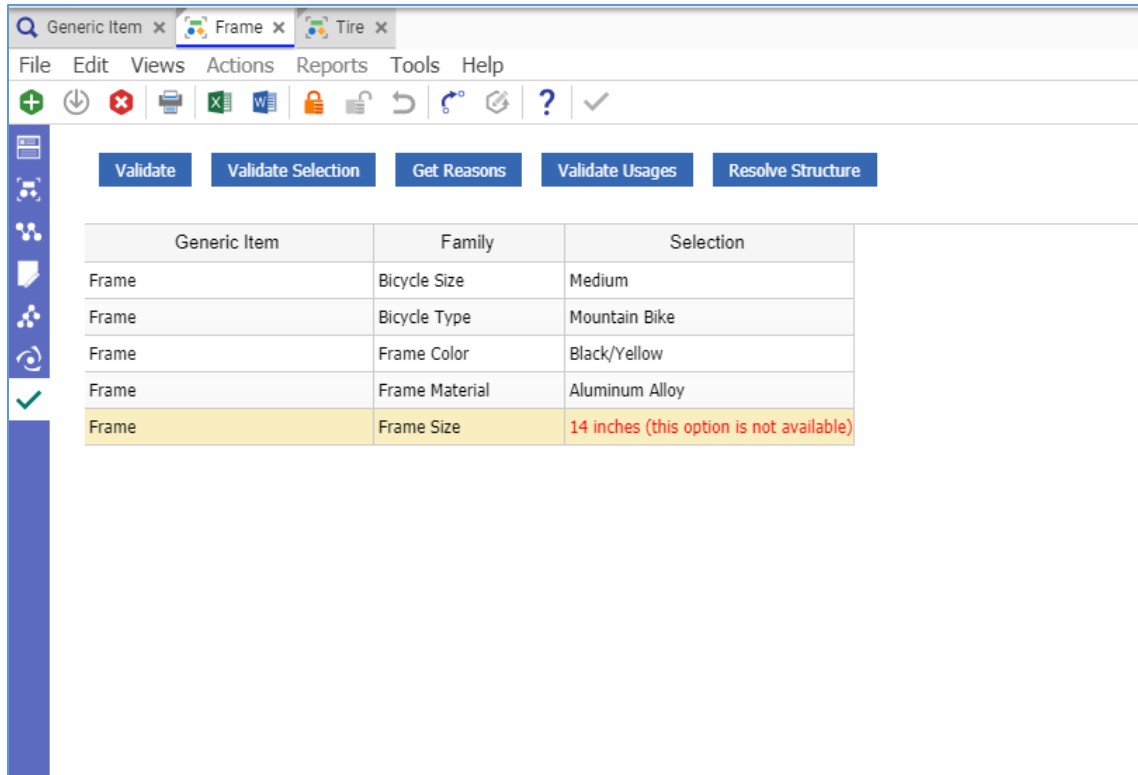 Generic Item Frame Tire
File Edit Views Actions Reports Tools Help
Validate Validate Selection Get Reasons Validate Usages Resolve Structure
Generic Item Family Selection
Frame Bicycle Size Medium
Frame Bicycle Type Mountain Bike
Frame Frame Color Black/Yellow
Frame Frame Material Aluminum Alloy
Frame Frame Size 14 inches (this option is not available)